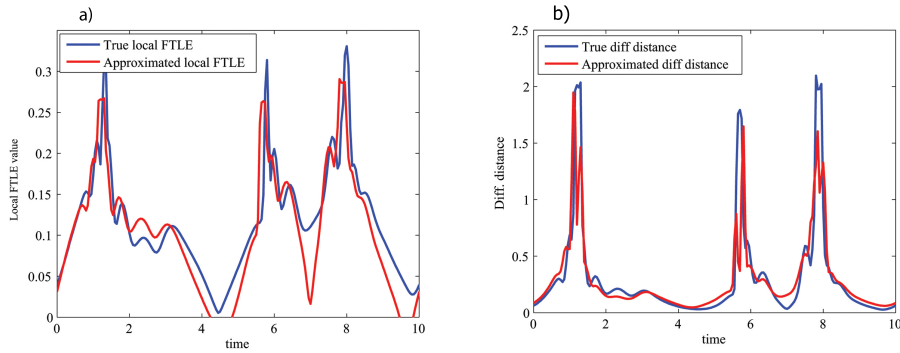 a)
True local FTLE
Approximated local FTLE
Local FTLE value
0.3
0.25
0.2
0.15
0.1
0.05
0
0 2 4 6 8 10
time
b)
True diff distance
Approximated diff distance
Diff. distance
2.5
2
1.5
1
0.5
0
0 2 4 6 8 10
time